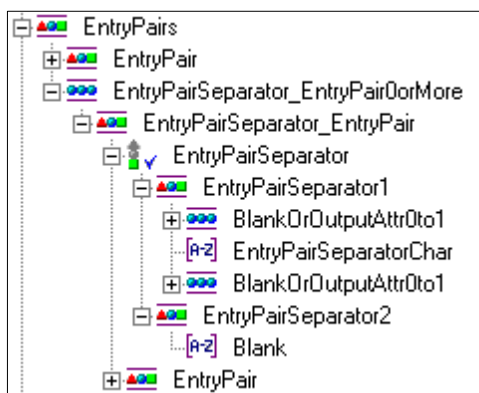 EntryPairs
EntryPair
EntryPairSeparator_EntryPair0orMore
EntryPairSeparator_EntryPair
EntryPairSeparator
EntryPairSeparator1
BlankOrOutputAttr0to1
[A-Z] EntryPairSeparatorChar
BlankOrOutputAttr0to1
EntryPairSeparator2
[A-Z] Blank
EntryPair